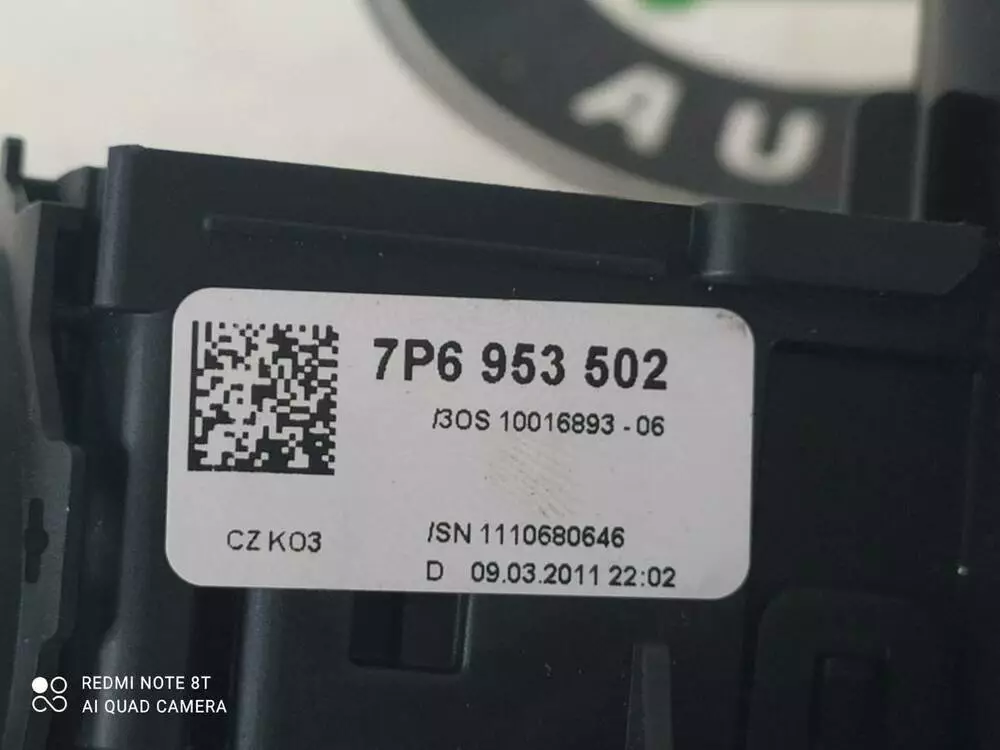 AU
7P6 953 502
/3OS 10016893 - 06
CZ K03
/SN 1110680646
D 09.03.2011 22:02
REDMI NOTE 8T
AI QUAD CAMERA